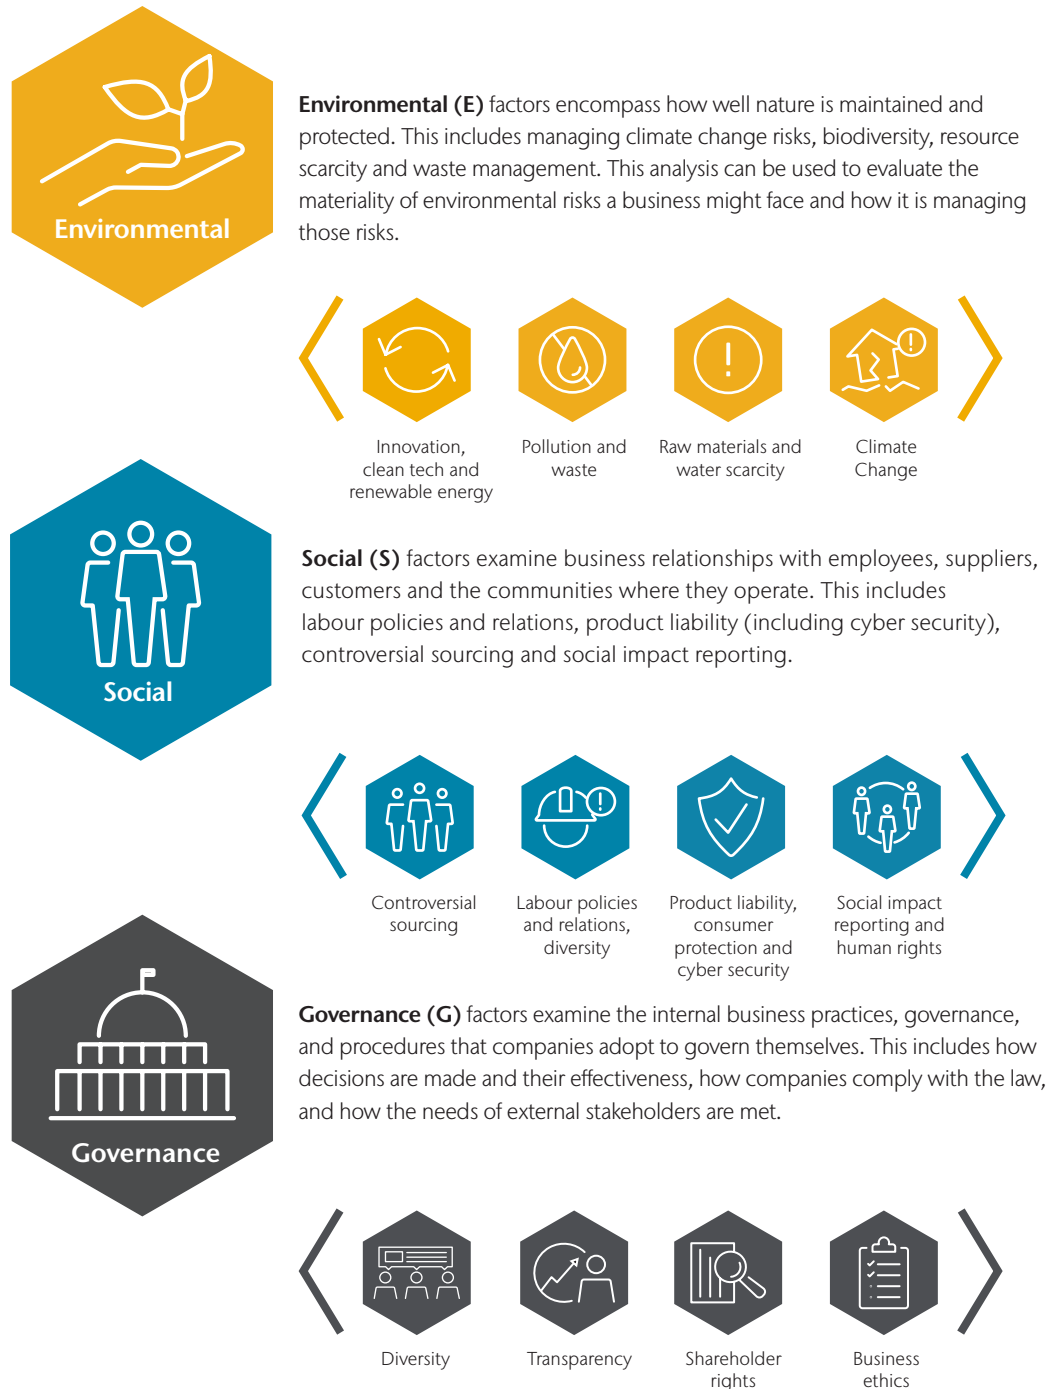 Environmental
Environmental (E) factors encompass how well nature is maintained and
protected. This includes managing climate change risks, biodiversity, resource
scarcity and waste management. This analysis can be used to evaluate the
materiality of environmental risks a business might face and how it is managing
those risks.
Innovation,
clean tech and
renewable energy
Pollution and
waste
Raw materials and
water scarcity
Climate
Change
Social
Social (S) factors examine business relationships with employees, suppliers,
customers and the communities where they operate. This includes
labour policies and relations, product liability (including cyber security),
controversial sourcing and social impact reporting.
Controversial
sourcing
Labour policies
and relations,
diversity
Product liability,
consumer
protection and
cyber security
Social impact
reporting and
human rights
Governance
Governance (G) factors examine the internal business practices, governance,
and procedures that companies adopt to govern themselves. This includes how
decisions are made and their effectiveness, how companies comply with the law,
and how the needs of external stakeholders are met.
Diversity
Transparency
Shareholder
rights
Business
ethics